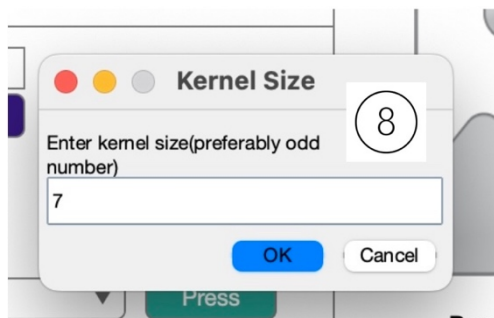 Kernel Size
8
Enter kernel size(preferably odd
number)
7
OK
Cancel
Press